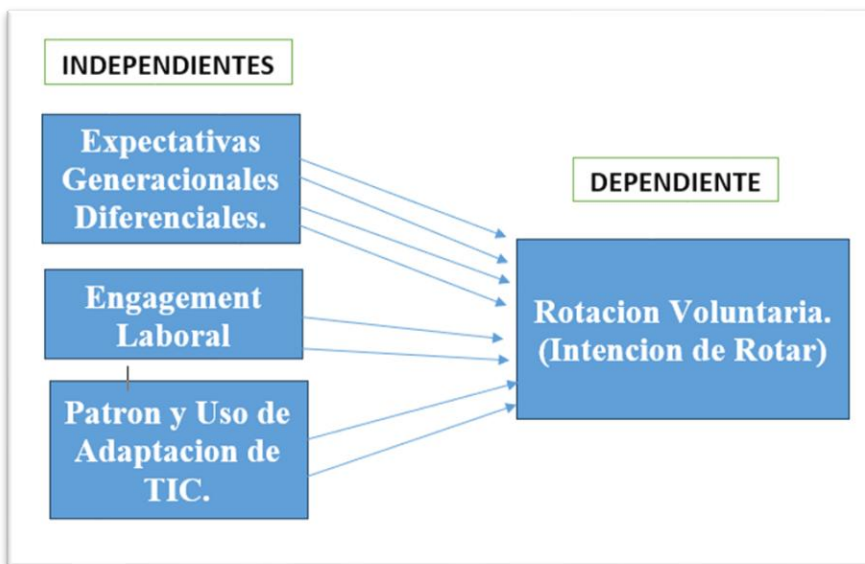 INDEPENDIENTES
Expectativas
Generacionales
Diferenciales.
Engagement
Laboral
Patron y Uso de
Adaptacion de
TIC.
DEPENDIENTE
Rotacion Voluntaria.
(Intencion de Rotar)